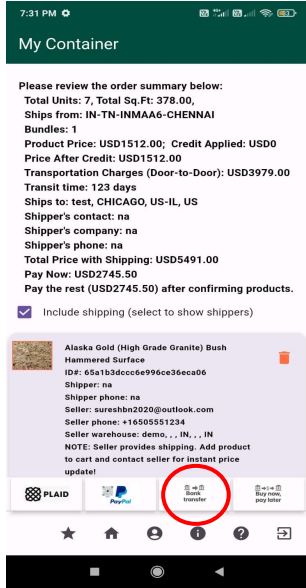 7:31 PM
My Container
Please review the order summary below:
Total Units: 7, Total Sq.Ft: 378.00,
Ships from: IN-TN-INMAA6-CHENNAI
Bundles: 1
Product Price: USD1512.00; Credit Applied: USD0
Price After Credit: USD1512.00
Transportation Charges (Door-to-Door): USD3979.00
Transit time: 123 days
Ships to: test, CHICAGO, US-IL, US
Shipper's contact: na
Shipper's company: na
Shipper's phone: na
Total Price with Shipping: USD5491.00
Pay Now: USD2745.50
Pay the rest (USD2745.50) after confirming products.
Include shipping (select to show shippers)
Alaska Gold (High Grade Granite) Bush
Hammered Surface
ID#: 65a1b3dccc6e996ce36eca06
Shipper: na
Shipper phone: na
Seller: sureshbn2020@outlook.com
Seller phone: +16505551234
Seller warehouse: demo, , , IN, , , IN
NOTE: Seller provides shipping. Add product
to cart and contact seller for instant price
update!
PLAID
PayPal
Bank
transfer
Buy now,
pay later